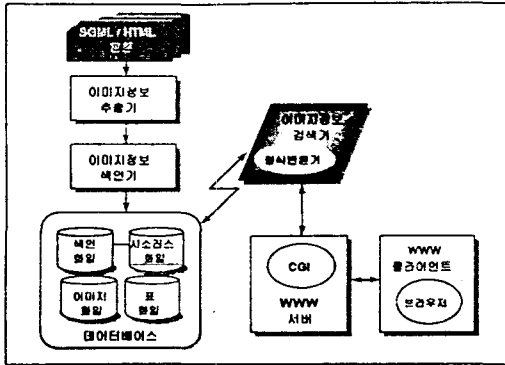 SGML / HTML
문서
이미지정보
추출기
이미지정보
색인기
색인
화일
시소러스
화일
이미지
화일
표
화일
데이터베이스
이미지정보
검색기
형식변환기
CGI
WWW
서버
WWW
클라이언트
브라우저